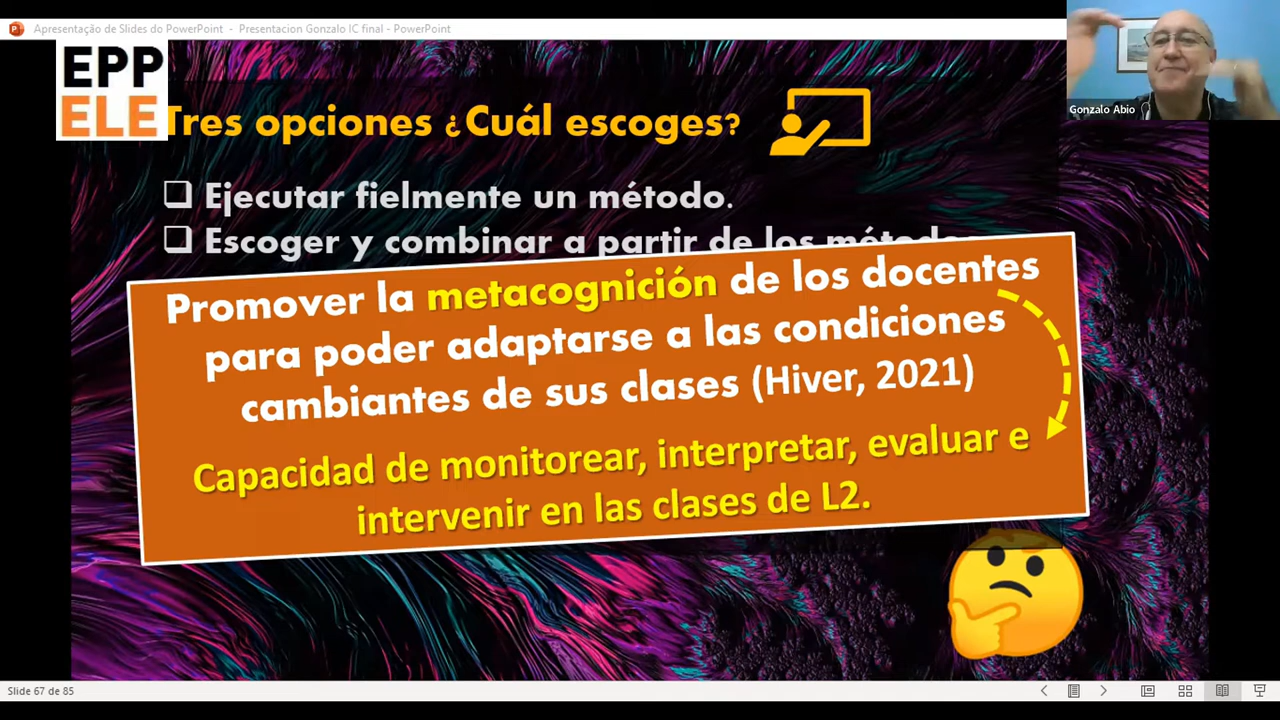 Apresentação de Slides do PowerPoint - Presentacion Gonzalo IC final - PowerPoint
EPP
ELE
Gonzalo Abio
Tres opciones ¿Cuál escoges?
Ejecutar fielmente un método.
Escoger y combinar a partir de los
Promover la metacognición de los docentes
para poder adaptarse a las condiciones
cambiantes de sus clases (Hiver, 2021)
Capacidad de monitorear, interpretar, evaluar e
intervenir en las clases de L2.
Slide 67 de 85